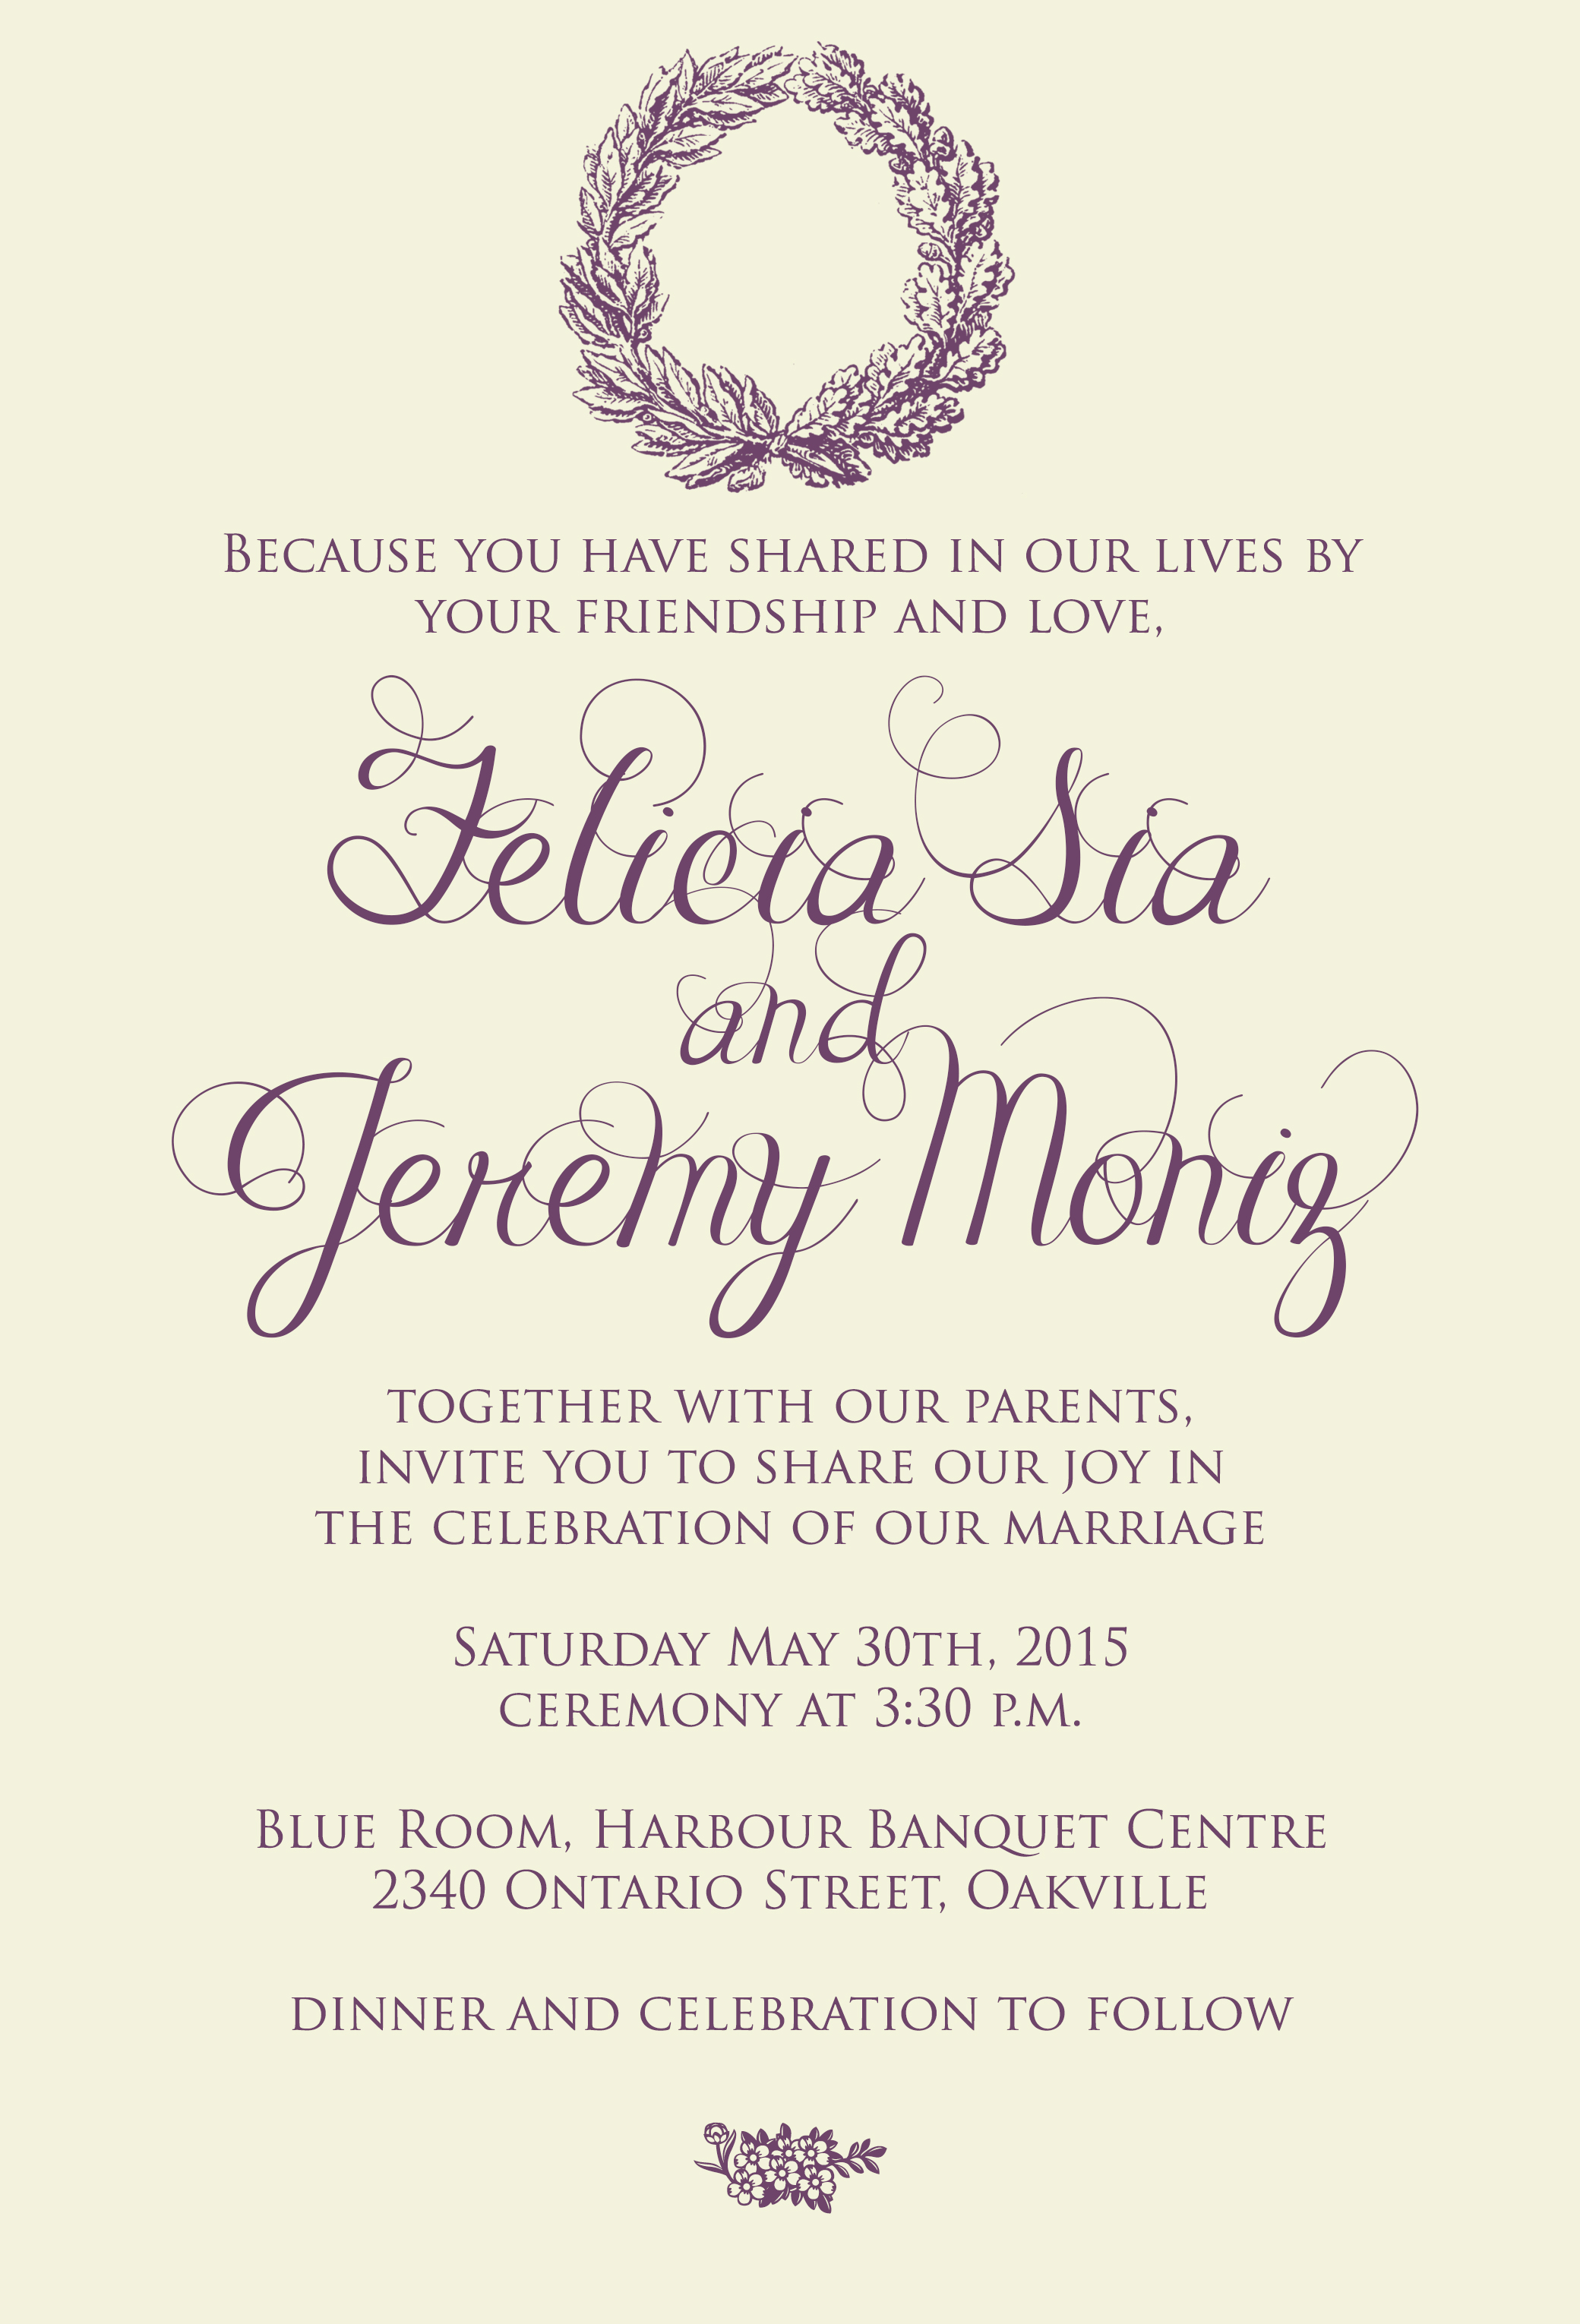 Because you have shared in our lives by
your friendship and love,
Felicia Sia
and
Jeremy Moniz
together with our parents,
invite you to share our joy in
the celebration of our marriage
Saturday May 30th, 2015
ceremony at 3:30 p.m.
Blue Room, Harbour Banquet Centre
2340 Ontario Street, Oakville
dinner and celebration to follow